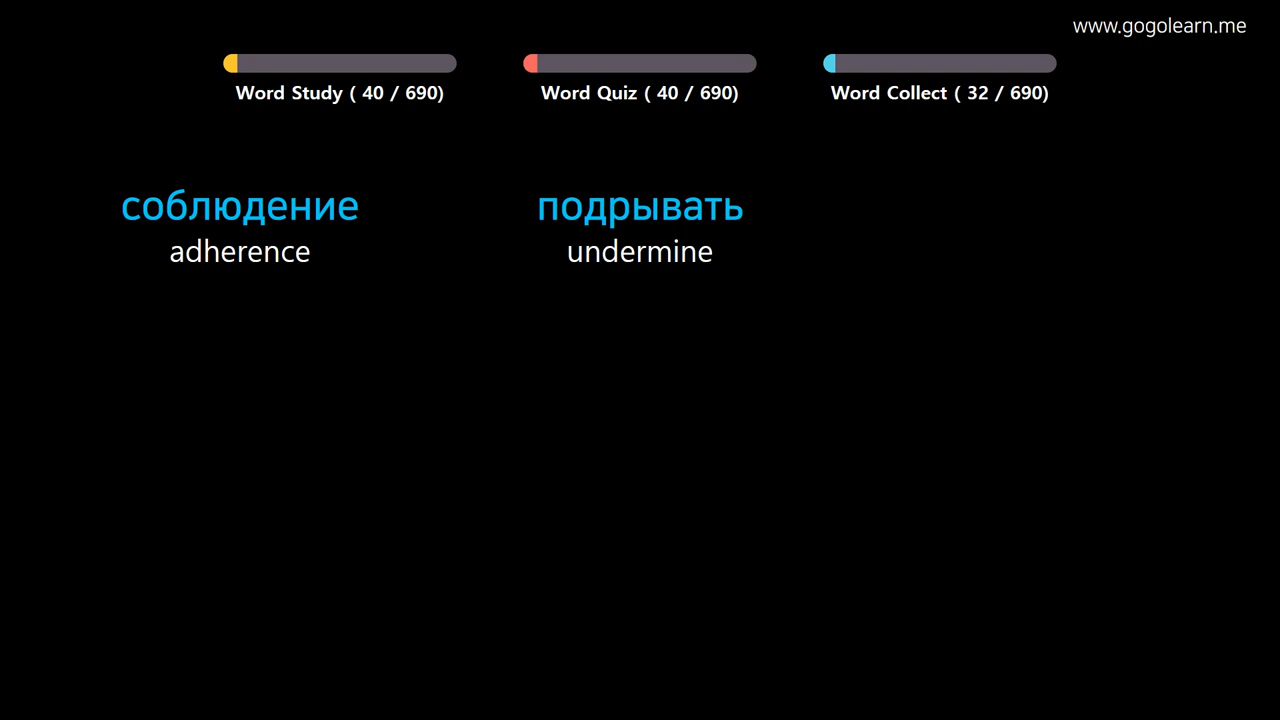 www.gogolearn.me
Word Study ( 40 / 690)
Word Quiz ( 40 / 690)
Word Collect ( 32 / 690)
соблюдение
adherence
подрывать
undermine